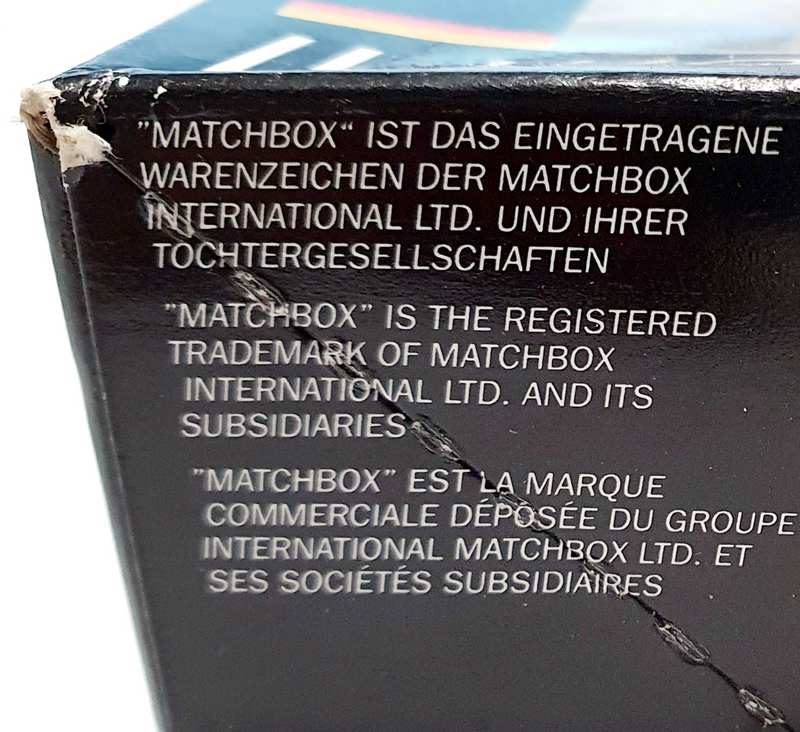 "MATCHBOX" IST DAS EINGETRAGENE
WARENZEICHEN DER MATCHBOX
INTERNATIONAL LTD. UND IHRER
TOCHTERGESELLSCHAFTEN
"MATCHBOX" IS THE REGISTERED
TRADEMARK OF MATCHBOX
INTERNATIONAL LTD. AND ITS
SUBSIDIARIES
"MATCHBOX" EST LA MARQUE
COMMERCIALE DÉPOSÉE DU GROUPE
INTERNATIONAL MATCHBOX LTD. ET
SES SOCIÉTÉS SUBSIDIAIRES